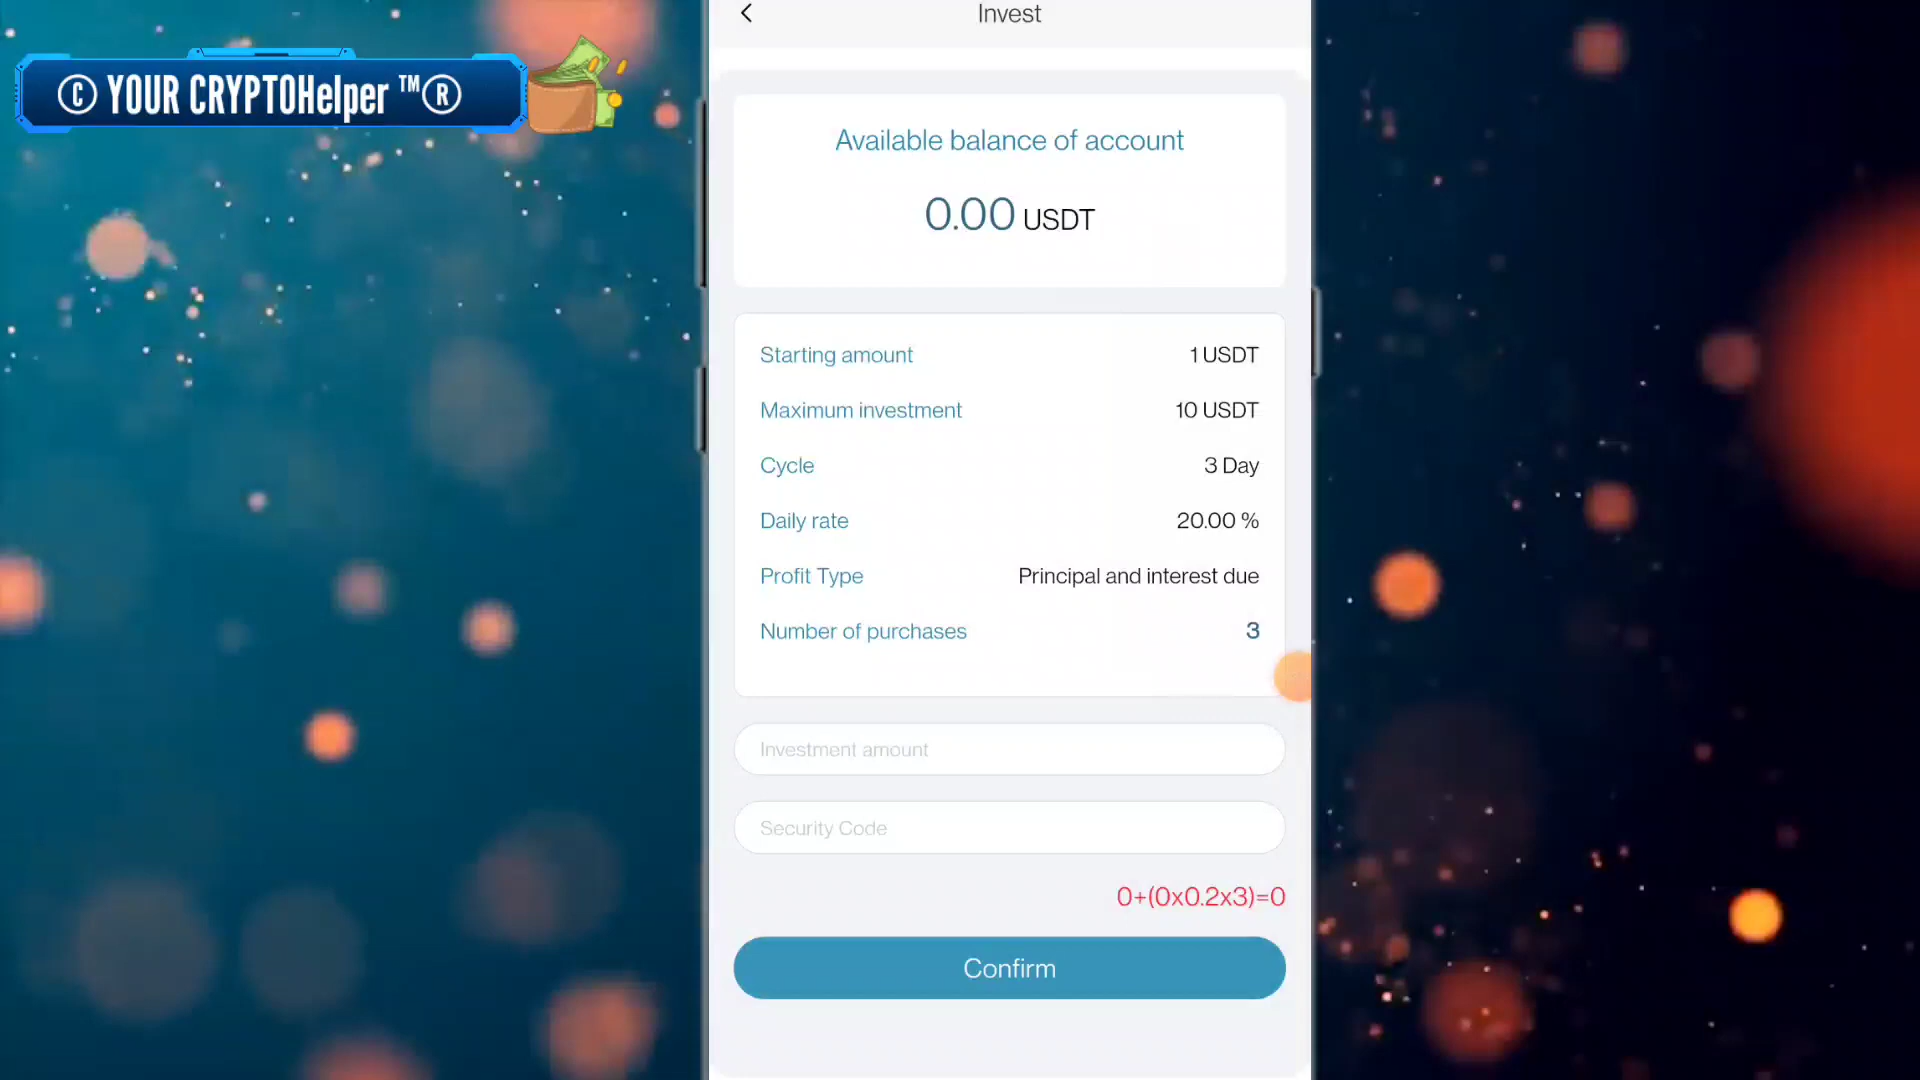 Invest
© YOUR CRYPTOHelper ™®
Available balance of account
0.00 USDT
Starting amount 1 USDT
Maximum investment 10 USDT
Cycle 3 Day
Daily rate 20.00 %
Profit Type Principal and interest due
Number of purchases 3
Investment amount
Security Code
0+(0x0.2x3)=0
Confirm